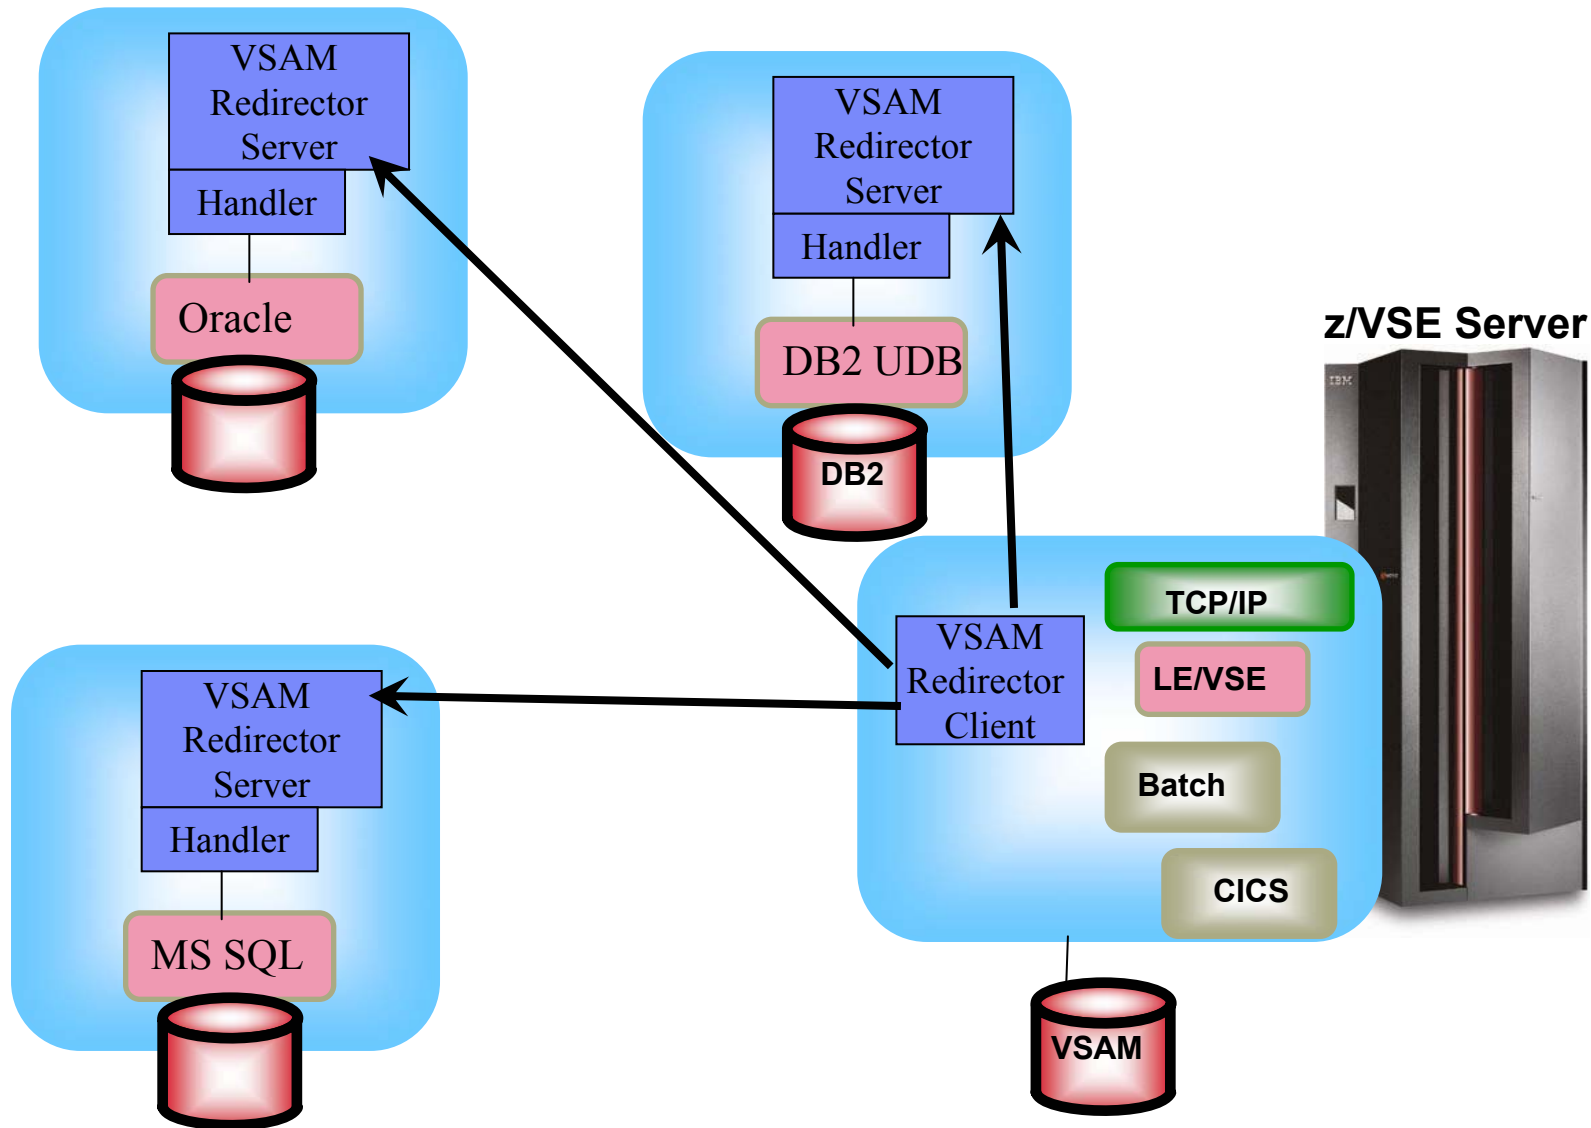 VSAM
Redirector
Server
Handler
Oracle
VSAM
Redirector
Server
Handler
DB2 UDB
DB2
z/VSE Server
IBM
TCP/IP
VSAM
Redirector
Client
LE/VSE
Batch
CICS
VSAM
VSAM
Redirector
Server
Handler
MS SQL